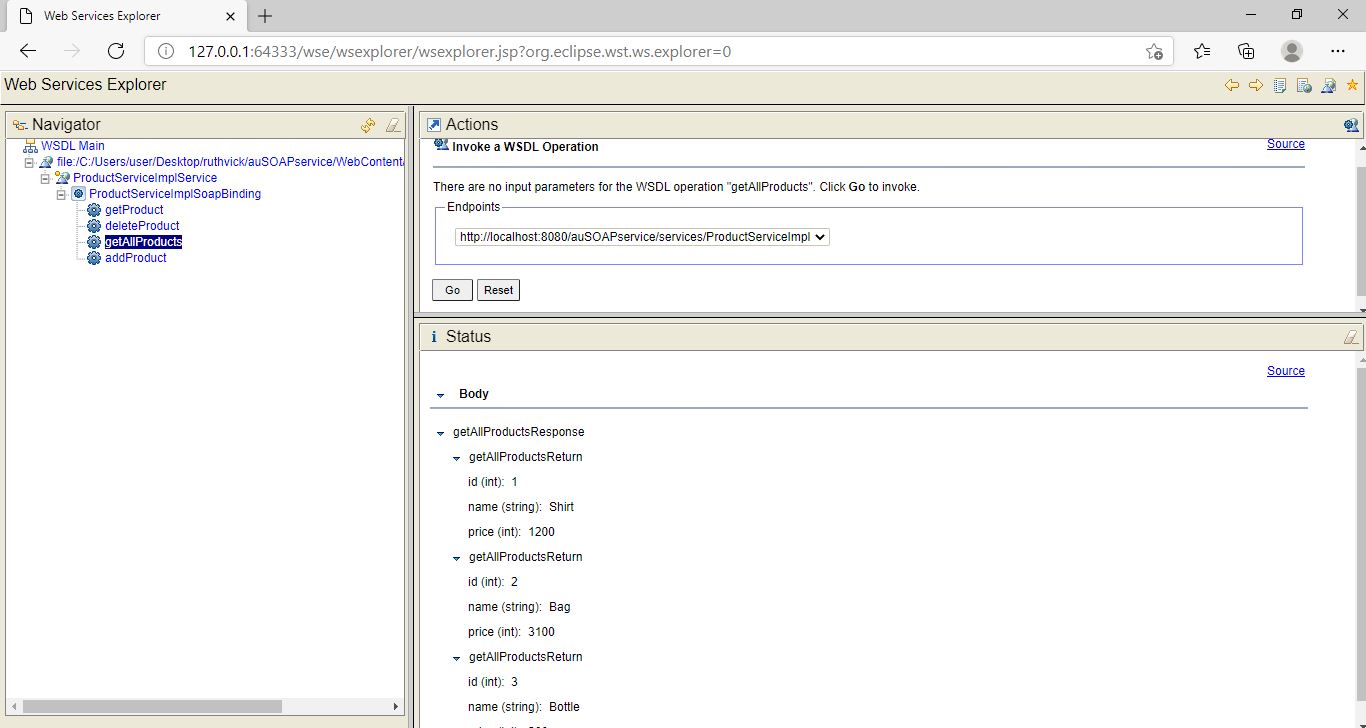 Web Services Explorer
127.0.0.1:64333/wse/wsexplorer/wsexplorer.jsp?org.eclipse.wst.ws.explorer=0
Web Services Explorer
Navigator
WSDL Main
file:/C:/Users/user/Desktop/ruthvick/auSOAPservice/WebContent/
ProductServiceImplService
ProductServiceImplSoapBinding
getProduct
deleteProduct
getAllProducts
addProduct
Actions
Invoke a WSDL Operation
Source
There are no input parameters for the WSDL operation "getAllProducts". Click Go to invoke.
Endpoints
http://localhost:8080/auSOAPservice/services/ProductServiceImpl
Go
Reset
i Status
Source
Body
getAllProductsResponse
getAllProductsReturn
id (int): 1
name (string): Shirt
price (int): 1200
getAllProductsReturn
id (int): 2
name (string): Bag
price (int): 3100
getAllProductsReturn
id (int): 3
name (string): Bottle